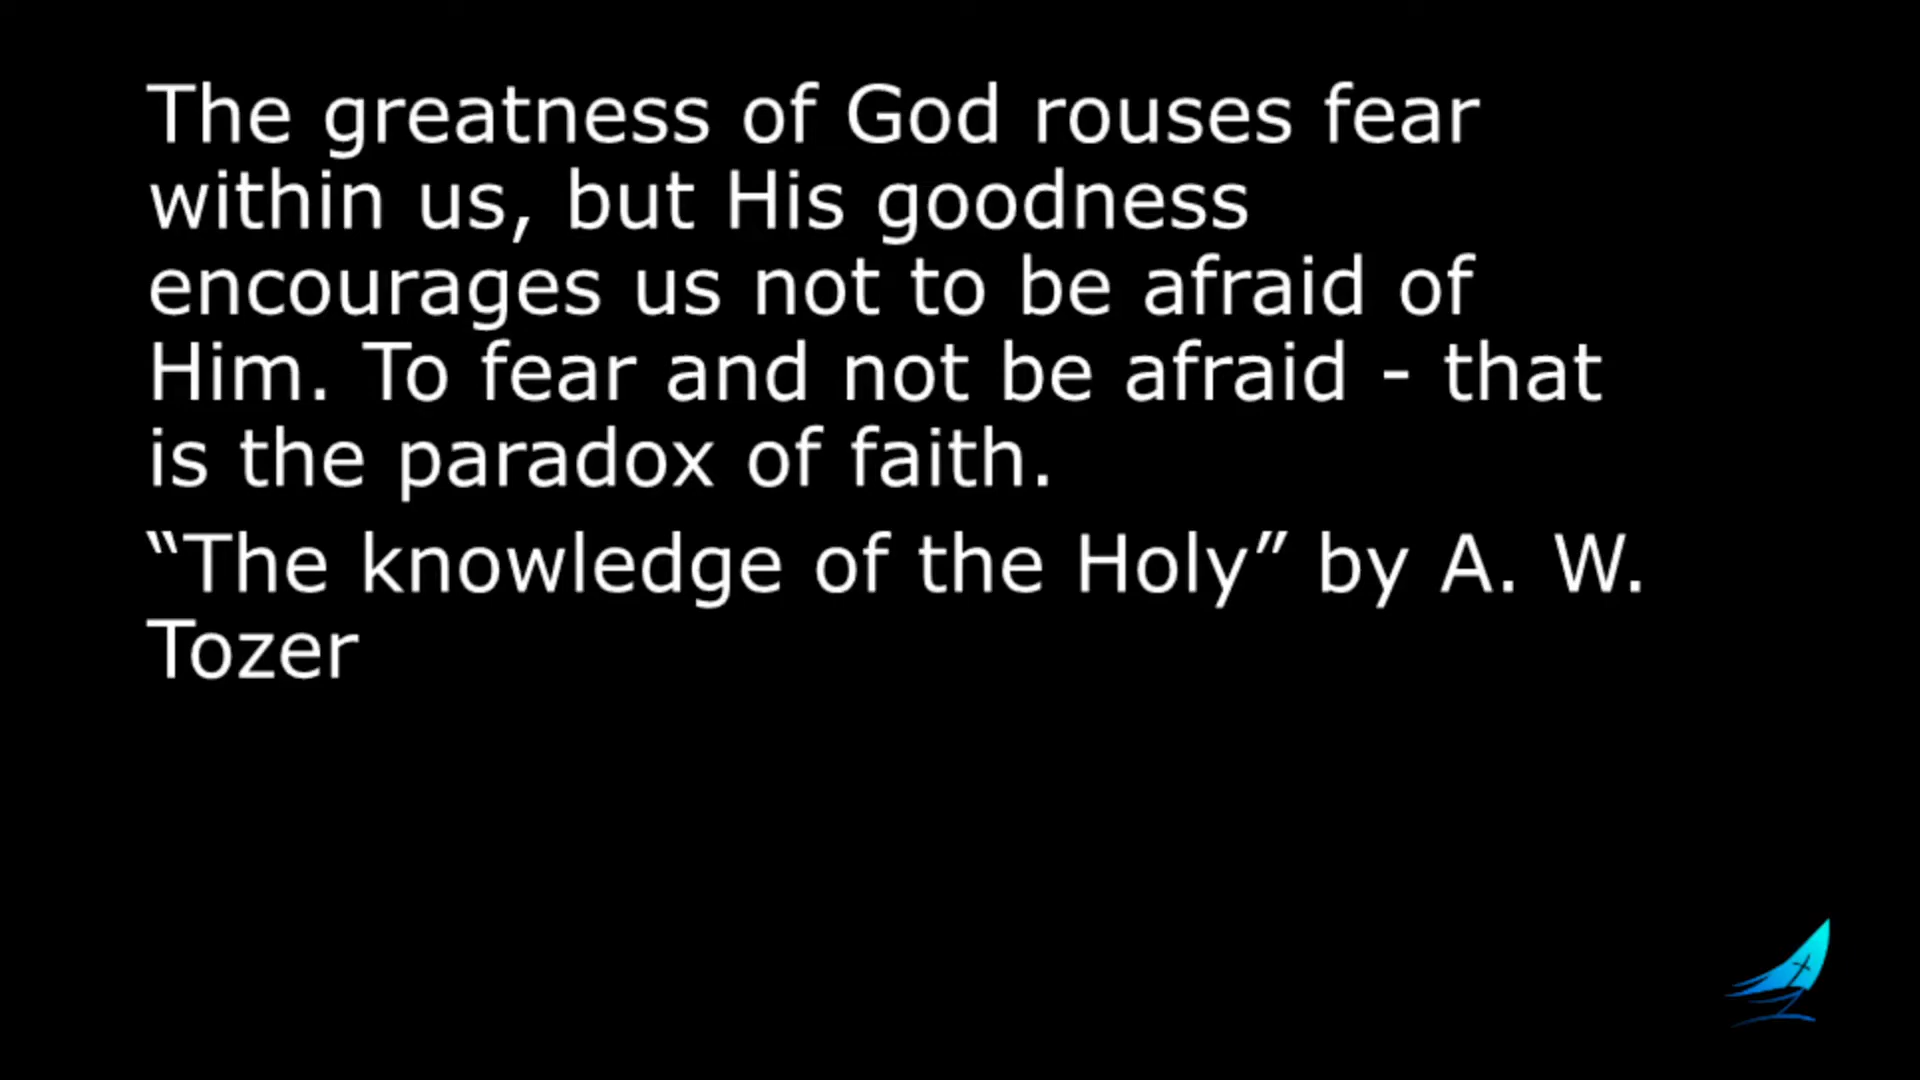 The greatness of God rouses fear
within us, but His goodness
encourages us not to be afraid of
Him. To fear and not be afraid - that
is the paradox of faith.
“The knowledge of the Holy” by A. W.
Tozer